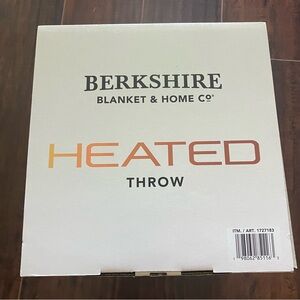 BERKSHIRE
BLANKET & HOME Cº
HEATED
THROW
ITM. / ART. 1727183